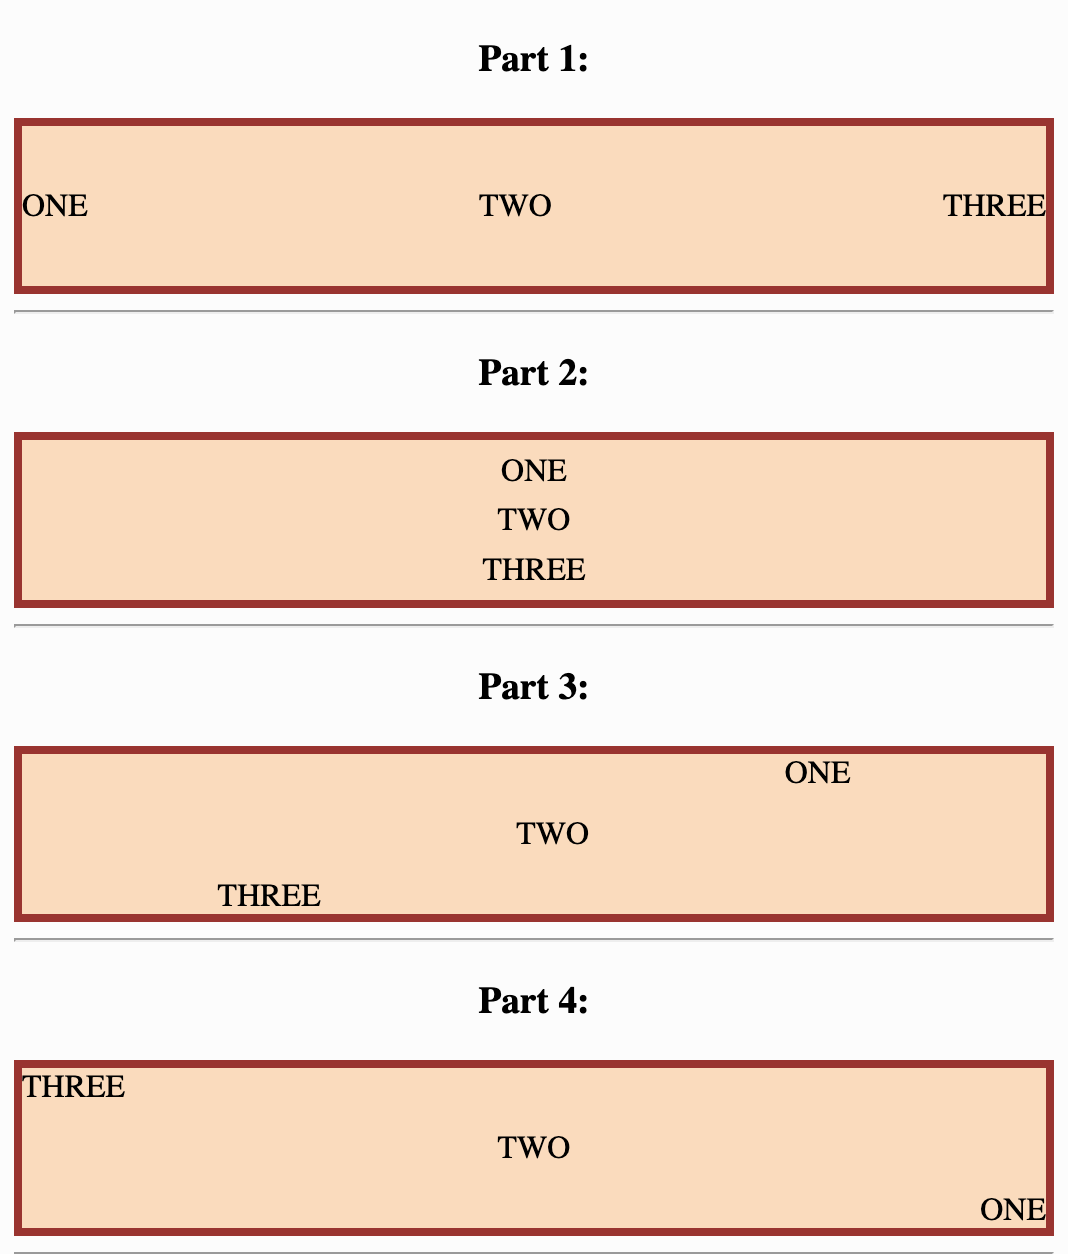 Part 1:
ONE TWO THREE
Part 2:
ONE
TWO
THREE
Part 3:
ONE
TWO
THREE
Part 4:
THREE
TWO
ONE